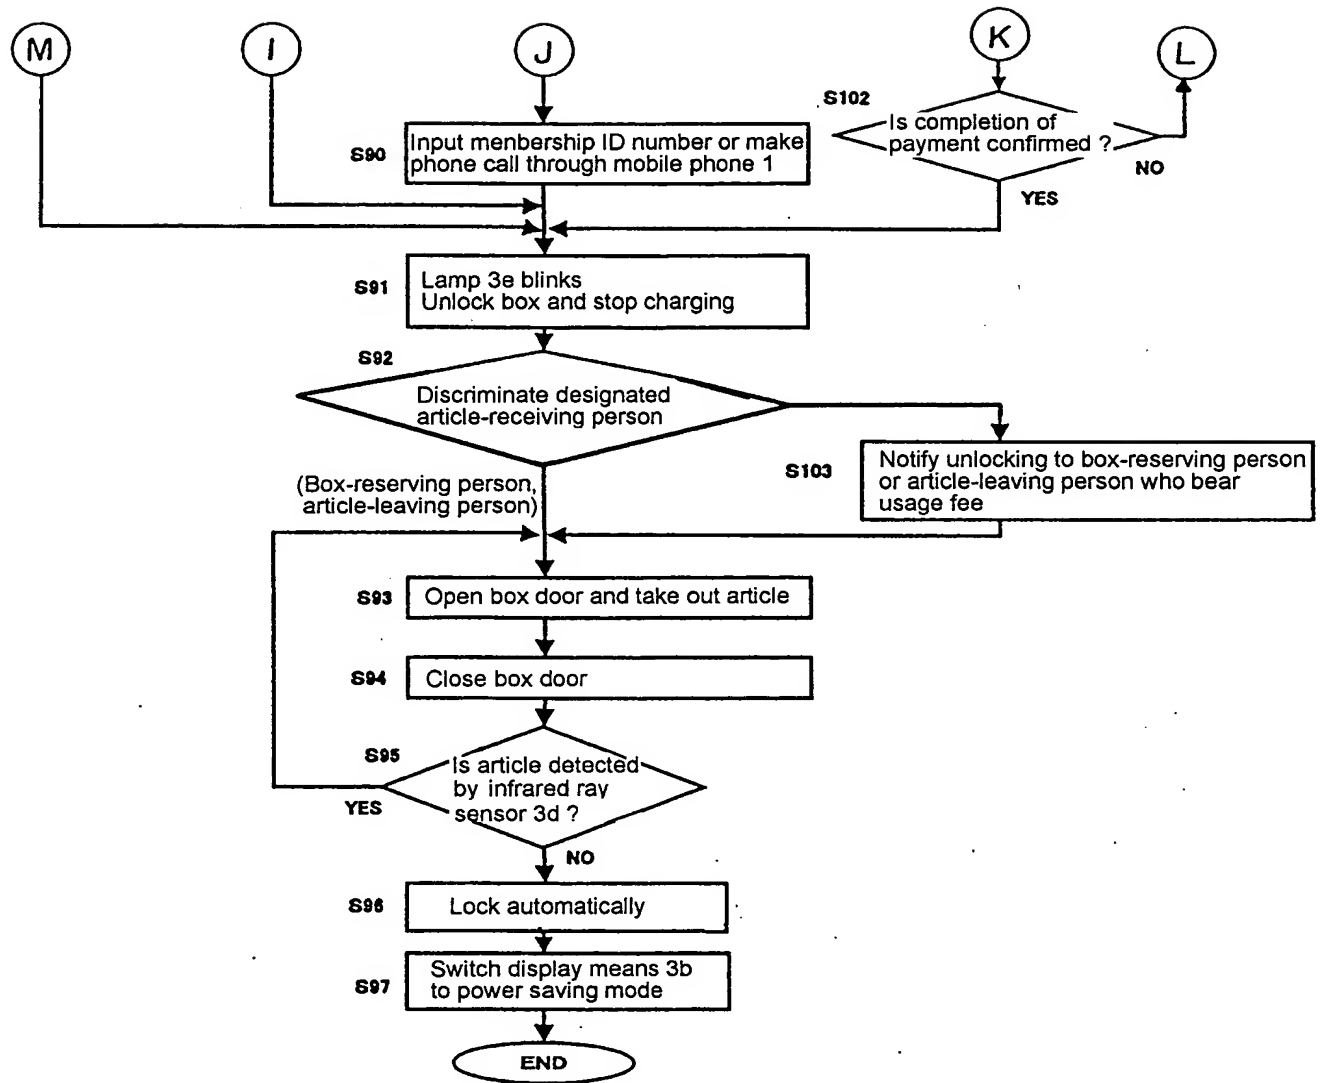 M
I
J
K
L
S102
Is completion of
payment confirmed ?
NO
YES
S90
Input menbership ID number or make
phone call through mobile phone 1
S91
Lamp 3e blinks
Unlock box and stop charging
S92
Discriminate designated
article-receiving person
S103
Notify unlocking to box-reserving person
or article-leaving person who bear
usage fee
(Box-reserving person,
article-leaving person)
S93
Open box door and take out article
S94
Close box door
S95
Is article detected
by infrared ray
sensor 3d ?
YES
NO
S96
Lock automatically
S97
Switch display means 3b
to power saving mode
END